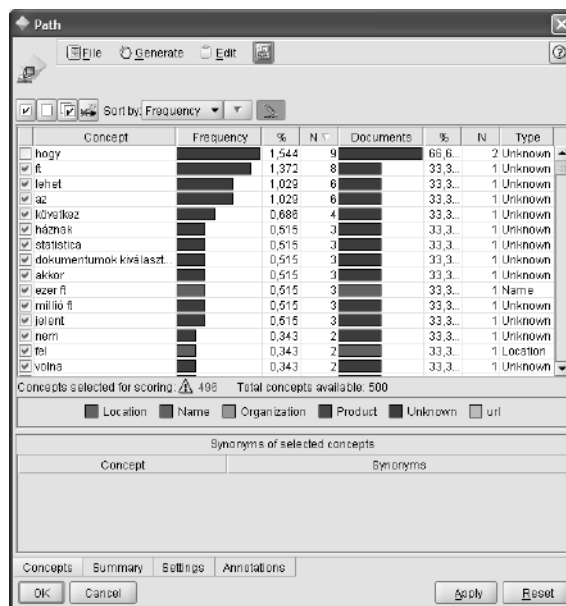 Path
File Generate Edit
Sort by: Frequency
Concept Frequency % N Documents % N Type
hogy 1,544 9 66,6... 2 Unknown
ft 1,372 8 33,3... 1 Unknown
lehet 1,029 6 33,3... 1 Unknown
az 1,029 6 33,3... 1 Unknown
következ 0,686 4 33,3... 1 Unknown
háznak 0,515 3 33,3... 1 Unknown
statistica 0,515 3 33,3... 1 Unknown
dokumentumok kiválaszt... 0,515 3 33,3... 1 Unknown
akkor 0,515 3 33,3... 1 Unknown
ezer ft 0,515 3 33,3... 1 Name
millió ft 0,515 3 33,3... 1 Unknown
jelent 0,515 3 33,3... 1 Unknown
nem 0,343 2 33,3... 1 Unknown
fel 0,343 2 33,3... 1 Location
volna 0,343 2 33,3... 1 Unknown
Concepts selected for scoring: 496 Total concepts available: 500
Location Name Organization Product Unknown url
Synonyms of selected concepts
Concept Synonyms
Concepts Summary Settings Annotations
OK Cancel Apply Reset